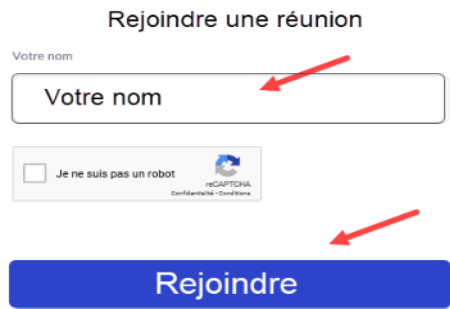 Rejoindre une réunion
Votre nom
Votre nom
Je ne suis pas un robot
reCAPTCHA
Confidentialité - Conditions
Rejoindre